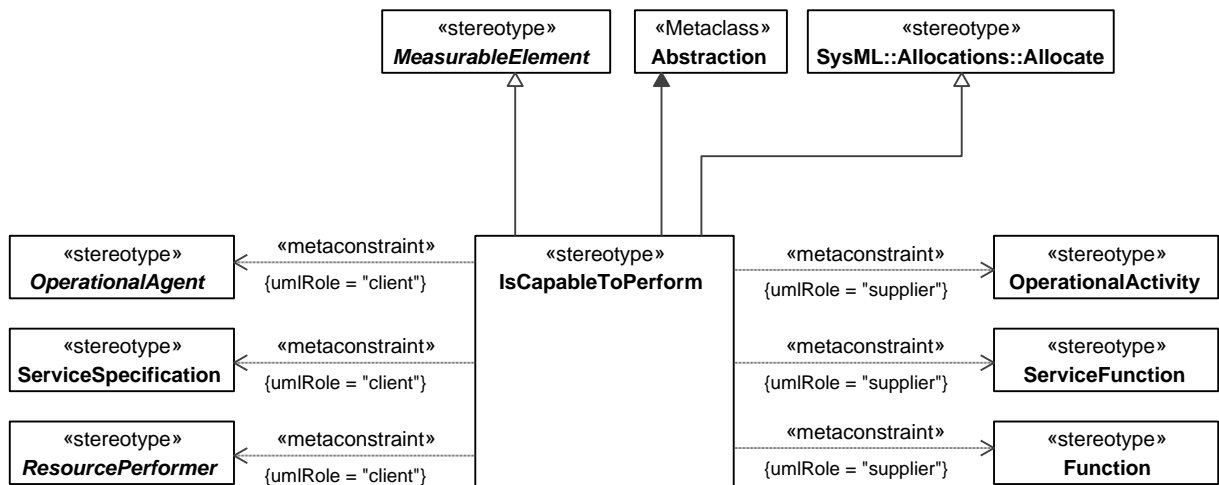 «stereotype»
MeasurableElement
«Metaclass»
Abstraction
«stereotype»
SysML::Allocations::Allocate
«stereotype»
OperationalAgent
«metaconstraint»
{umlRole = "client"}
«stereotype»
IsCapableToPerform
«metaconstraint»
{umlRole = "supplier"}
«stereotype»
OperationalActivity
«stereotype»
ServiceSpecification
«metaconstraint»
{umlRole = "client"}
«metaconstraint»
{umlRole = "supplier"}
«stereotype»
ServiceFunction
«stereotype»
ResourcePerformer
«metaconstraint»
{umlRole = "client"}
«metaconstraint»
{umlRole = "supplier"}
«stereotype»
Function